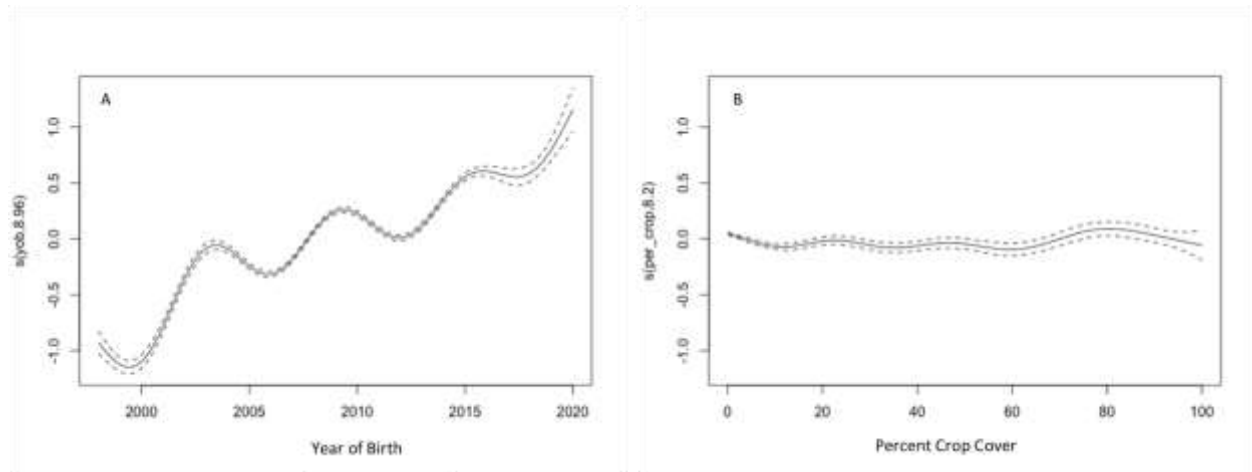 A
s(yob,8.96)
1.0
0.5
0.0
-0.5
-1.0
2000 2005 2010 2015 2020
Year of Birth
B
s(per_crop,8.2)
1.0
0.5
0.0
-0.5
-1.0
0 20 40 60 80 100
Percent Crop Cover